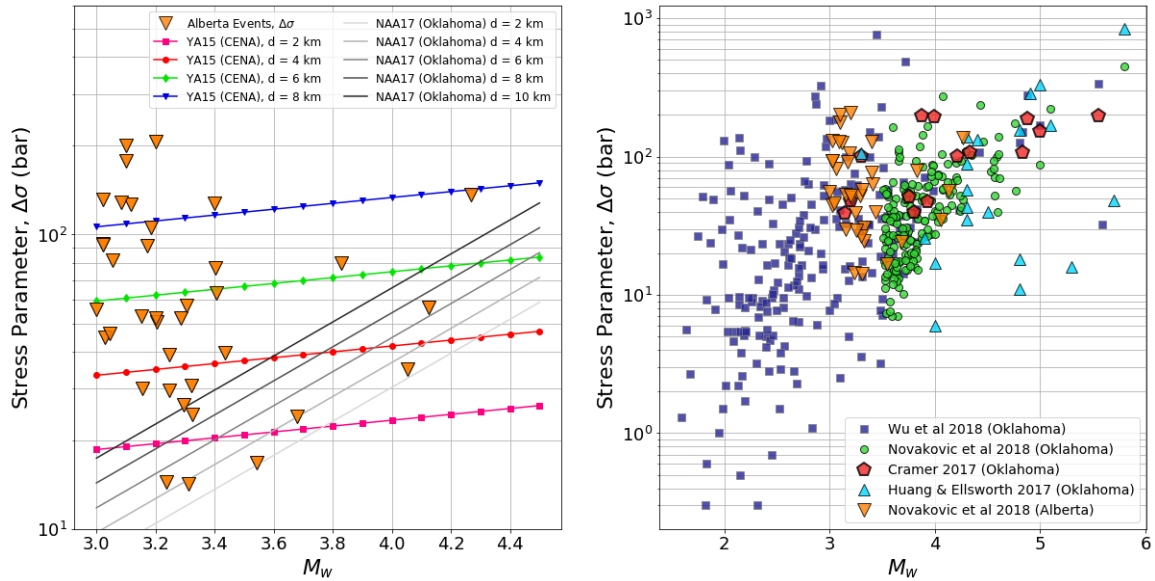 Alberta Events, Δσ
YA15 (CENA), d = 2 km
YA15 (CENA), d = 4 km
YA15 (CENA), d = 6 km
YA15 (CENA), d = 8 km
NAA17 (Oklahoma) d = 2 km
NAA17 (Oklahoma) d = 4 km
NAA17 (Oklahoma) d = 6 km
NAA17 (Oklahoma) d = 8 km
NAA17 (Oklahoma) d = 10 km
Stress Parameter, Δσ (bar)
10²
10¹
3.0 3.2 3.4 3.6 3.8 4.0 4.2 4.4
M_w
Stress Parameter, Δσ (bar)
10³
10²
10¹
10⁰
Wu et al 2018 (Oklahoma)
Novakovic et al 2018 (Oklahoma)
Cramer 2017 (Oklahoma)
Huang & Ellsworth 2017 (Oklahoma)
Novakovic et al 2018 (Alberta)
2 3 4 5 6
M_w